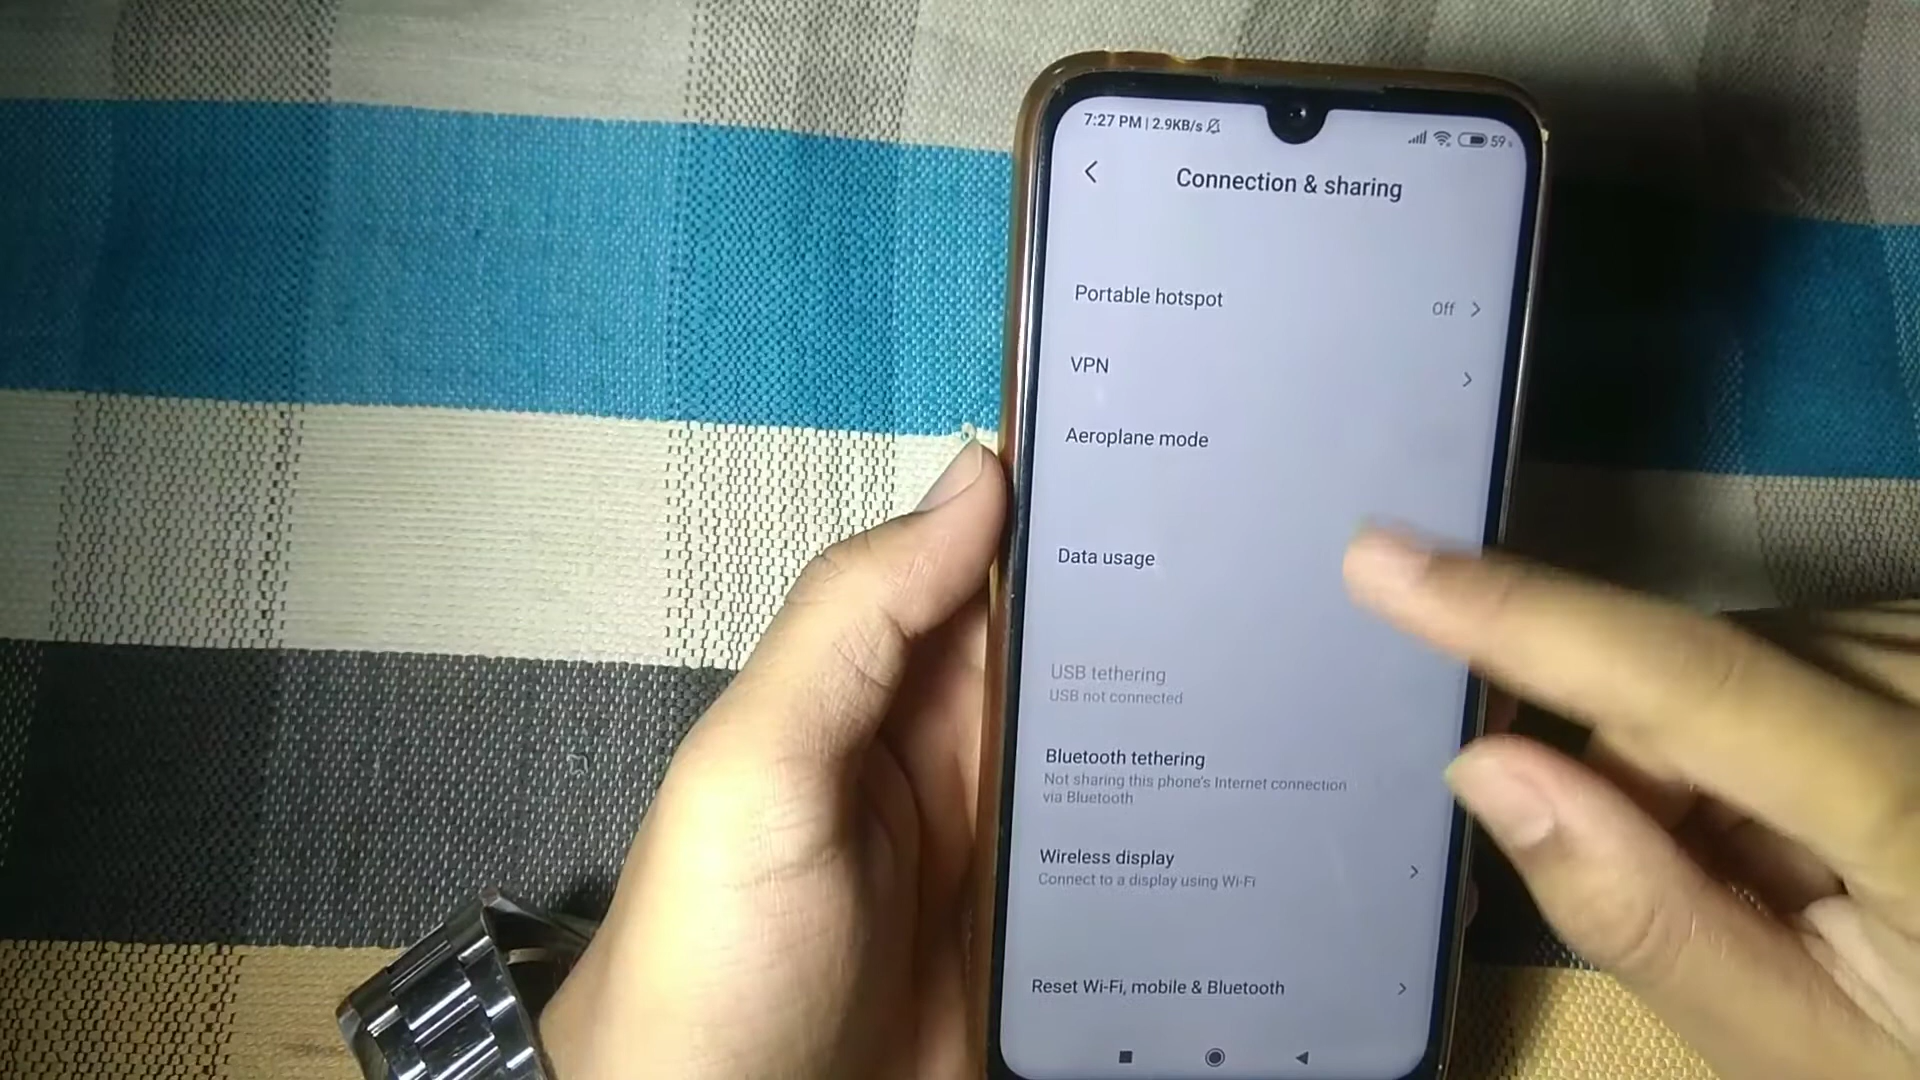 7:27 PM | 2.9KB/s
59
Connection & sharing
Portable hotspot
Off
VPN
Aeroplane mode
Data usage
USB tethering
USB not connected
Bluetooth tethering
Not sharing this phone's Internet connection
via Bluetooth
Wireless display
Connect to a display using Wi-Fi
Reset Wi-Fi, mobile & Bluetooth